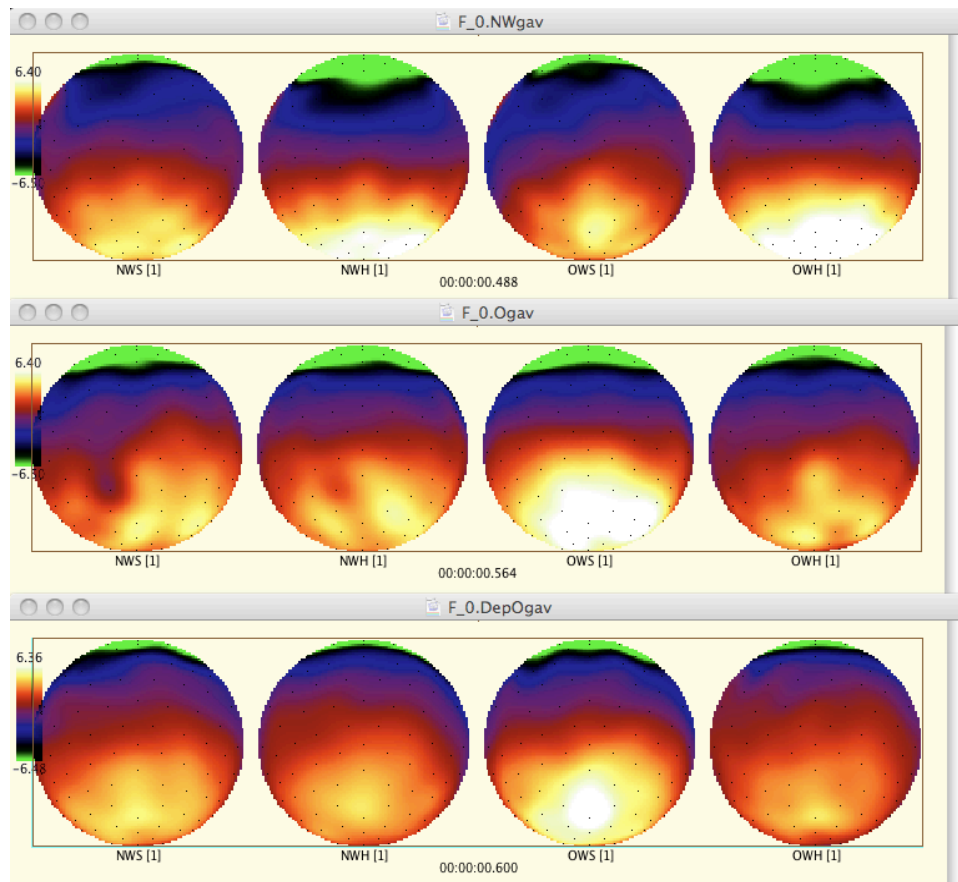 F_0.NWgav
6.40
-6.50
NWS [1]
NWH [1]
OWS [1]
OWH [1]
00:00:00.488
F_0.Ogav
6.40
-6.50
NWS [1]
NWH [1]
OWS [1]
OWH [1]
00:00:00.564
F_0.DepOgav
6.36
-6.48
NWS [1]
NWH [1]
OWS [1]
OWH [1]
00:00:00.600